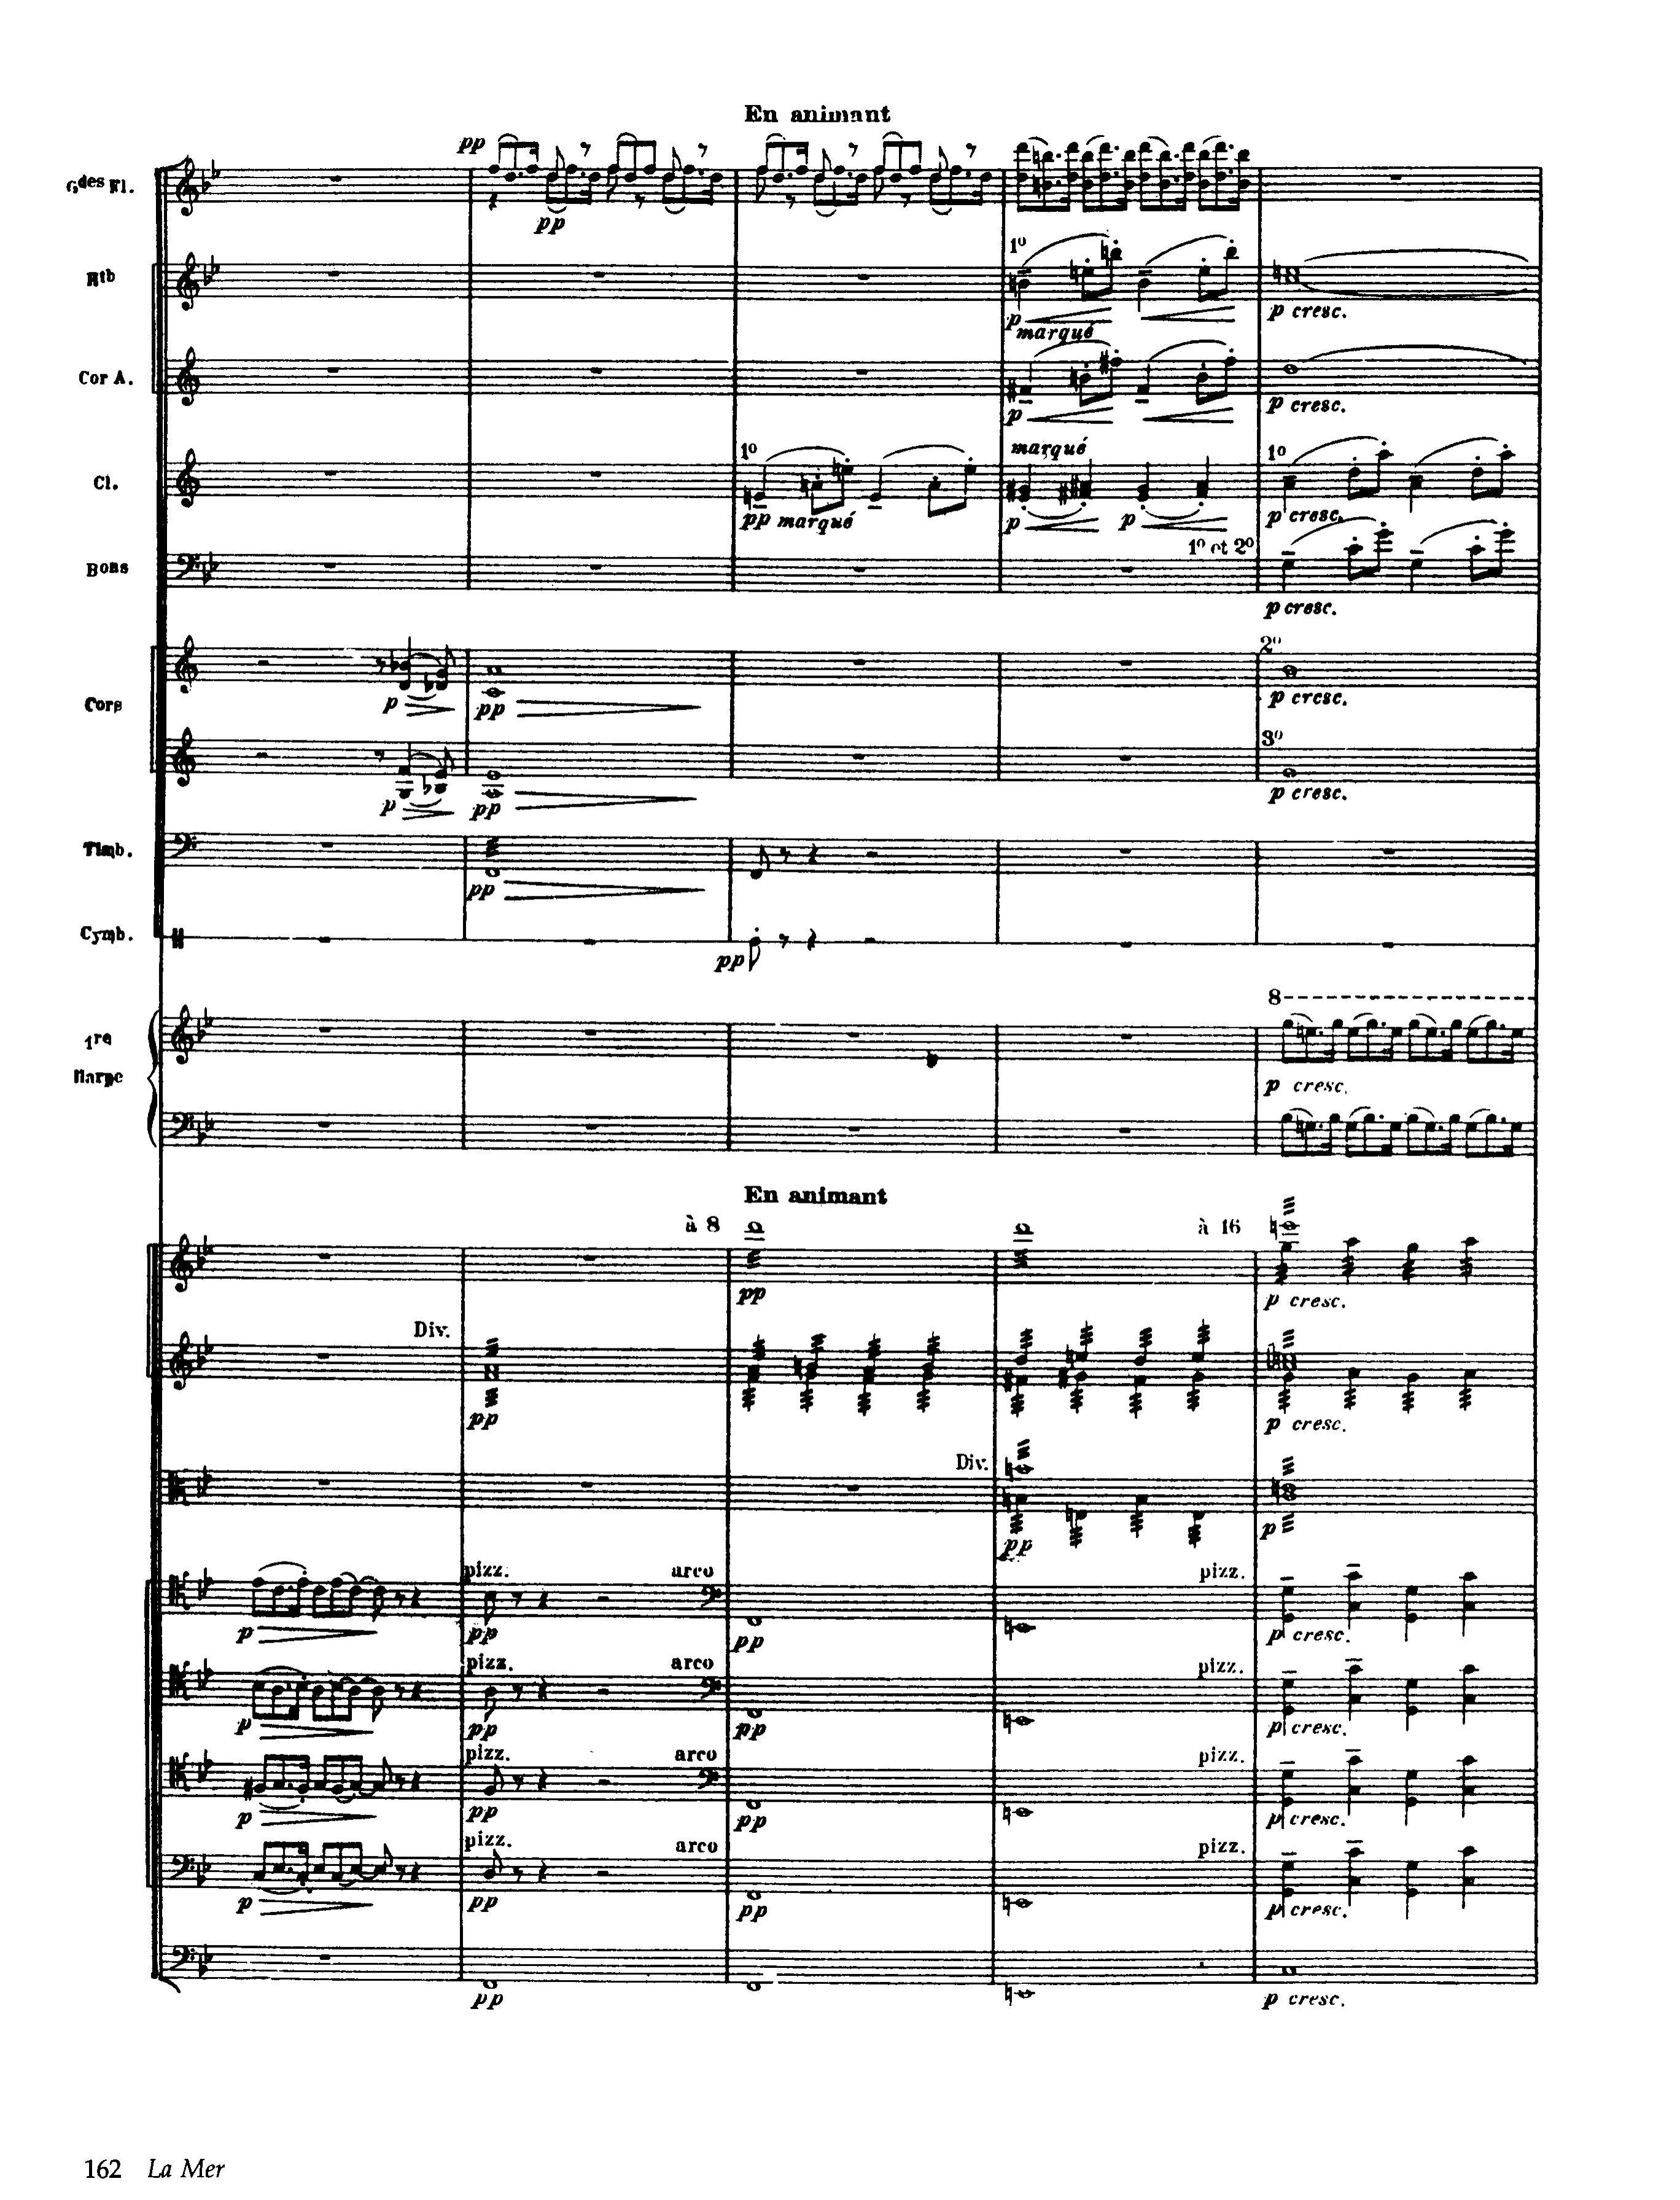 En animant
pp
Gdes Fl.
pp
Htb
1º
p
marqué
p cresc.
Cor A.
p
p cresc.
marqué
Cl.
1º
pp marqué
p
p
1º
p cresc.
1º et 2º
Bons
p cresc.
2º
p
pp
p cresc.
Cors
3º
p
pp
p cresc.
Timb.
pp
Cymb.
pp
8
1re
Harpe
p cresc.
En animant
à 8
à 16
pp
p cresc.
Div.
pp
p cresc.
Div.
pp
p
pizz.
arco
pizz.
p
pp
pp
p cresc.
pizz.
arco
pizz.
p
pp
pp
p cresc.
pizz.
arco
pizz.
p
pp
pp
p cresc.
pizz.
arco
pizz.
p
pp
pp
p cresc.
pp
p cresc.
162 La Mer